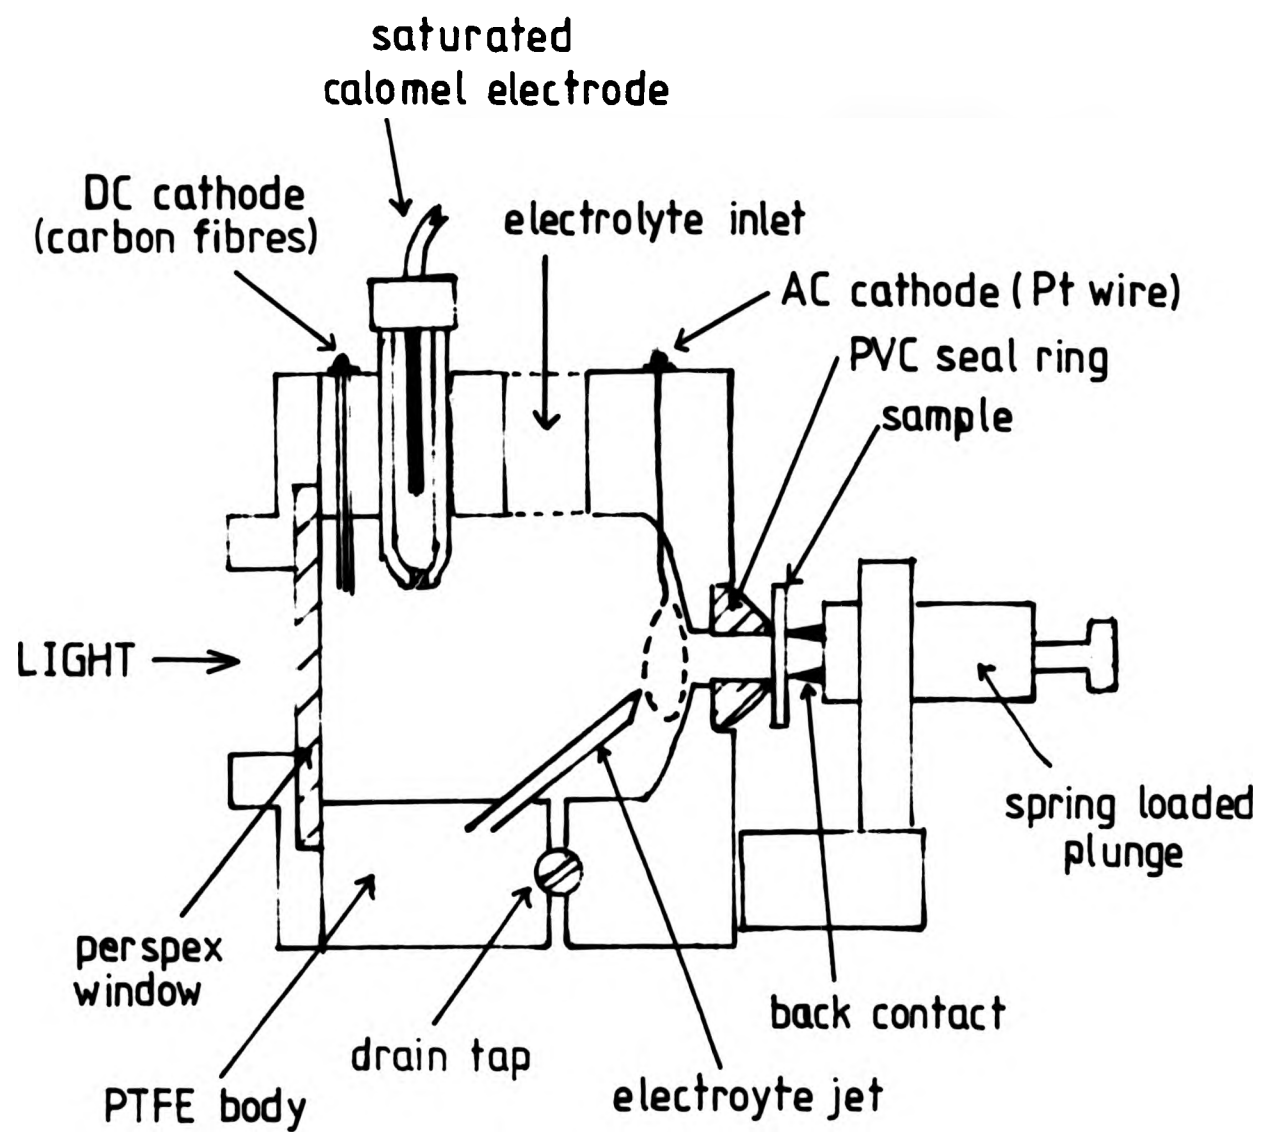 saturated
calomel electrode
DC cathode
(carbon fibres)
electrolyte inlet
AC cathode (Pt wire)
PVC seal ring
sample
LIGHT
spring loaded
plunge
perspex
window
back contact
drain tap
electroyte jet
PTFE body